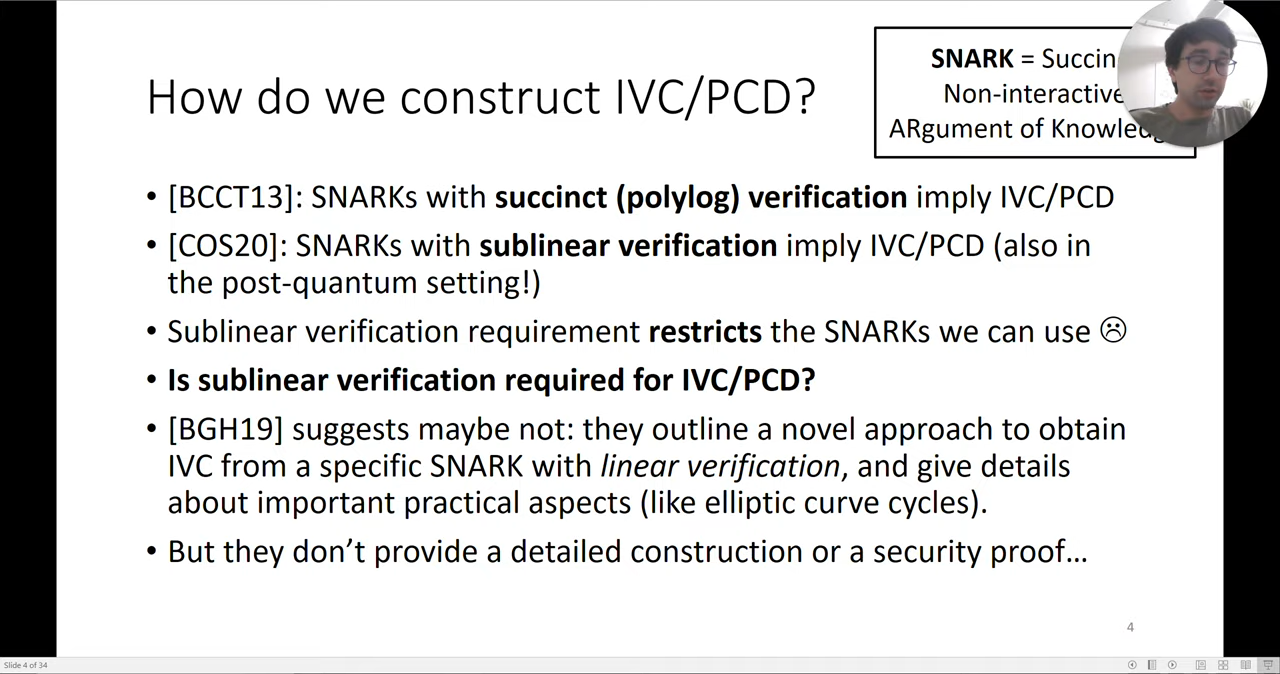 How do we construct IVC/PCD?
SNARK = Succin
Non-interactive
ARgument of Knowledg
• [BCCT13]: SNARKs with succinct (polylog) verification imply IVC/PCD
• [COS20]: SNARKs with sublinear verification imply IVC/PCD (also in
the post-quantum setting!)
• Sublinear verification requirement restricts the SNARKs we can use ☹
• Is sublinear verification required for IVC/PCD?
• [BGH19] suggests maybe not: they outline a novel approach to obtain
IVC from a specific SNARK with linear verification, and give details
about important practical aspects (like elliptic curve cycles).
• But they don’t provide a detailed construction or a security proof…
4
Slide 4 of 34